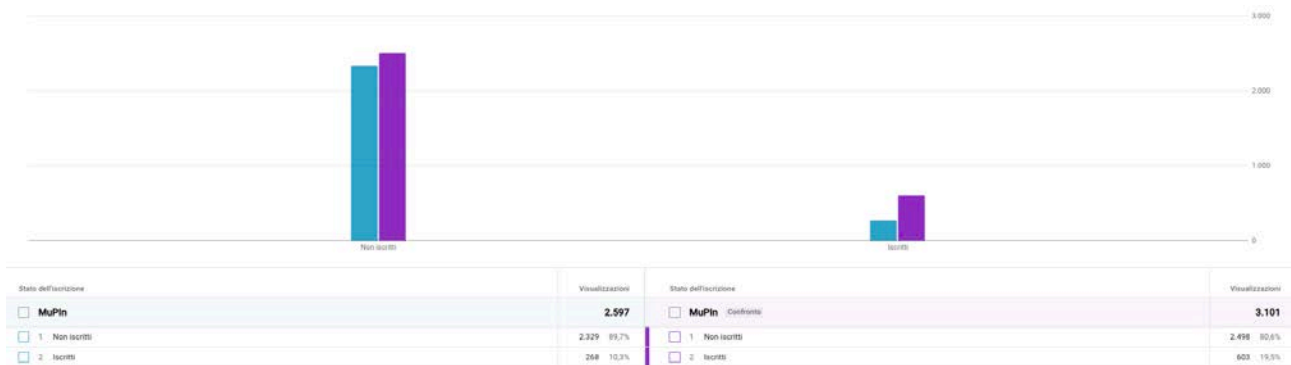 3.000
2.000
1.000
0
Non iscritti
Iscritti
Stato dell'iscrizione Visualizzazioni Stato dell'iscrizione Visualizzazioni
MuPIn 2.597 MuPIn Confronto 3.101
1 Non iscritti 2.329 89,7% 1 Non iscritti 2.498 80,6%
2 Iscritti 268 10,3% 2 Iscritti 603 19,5%